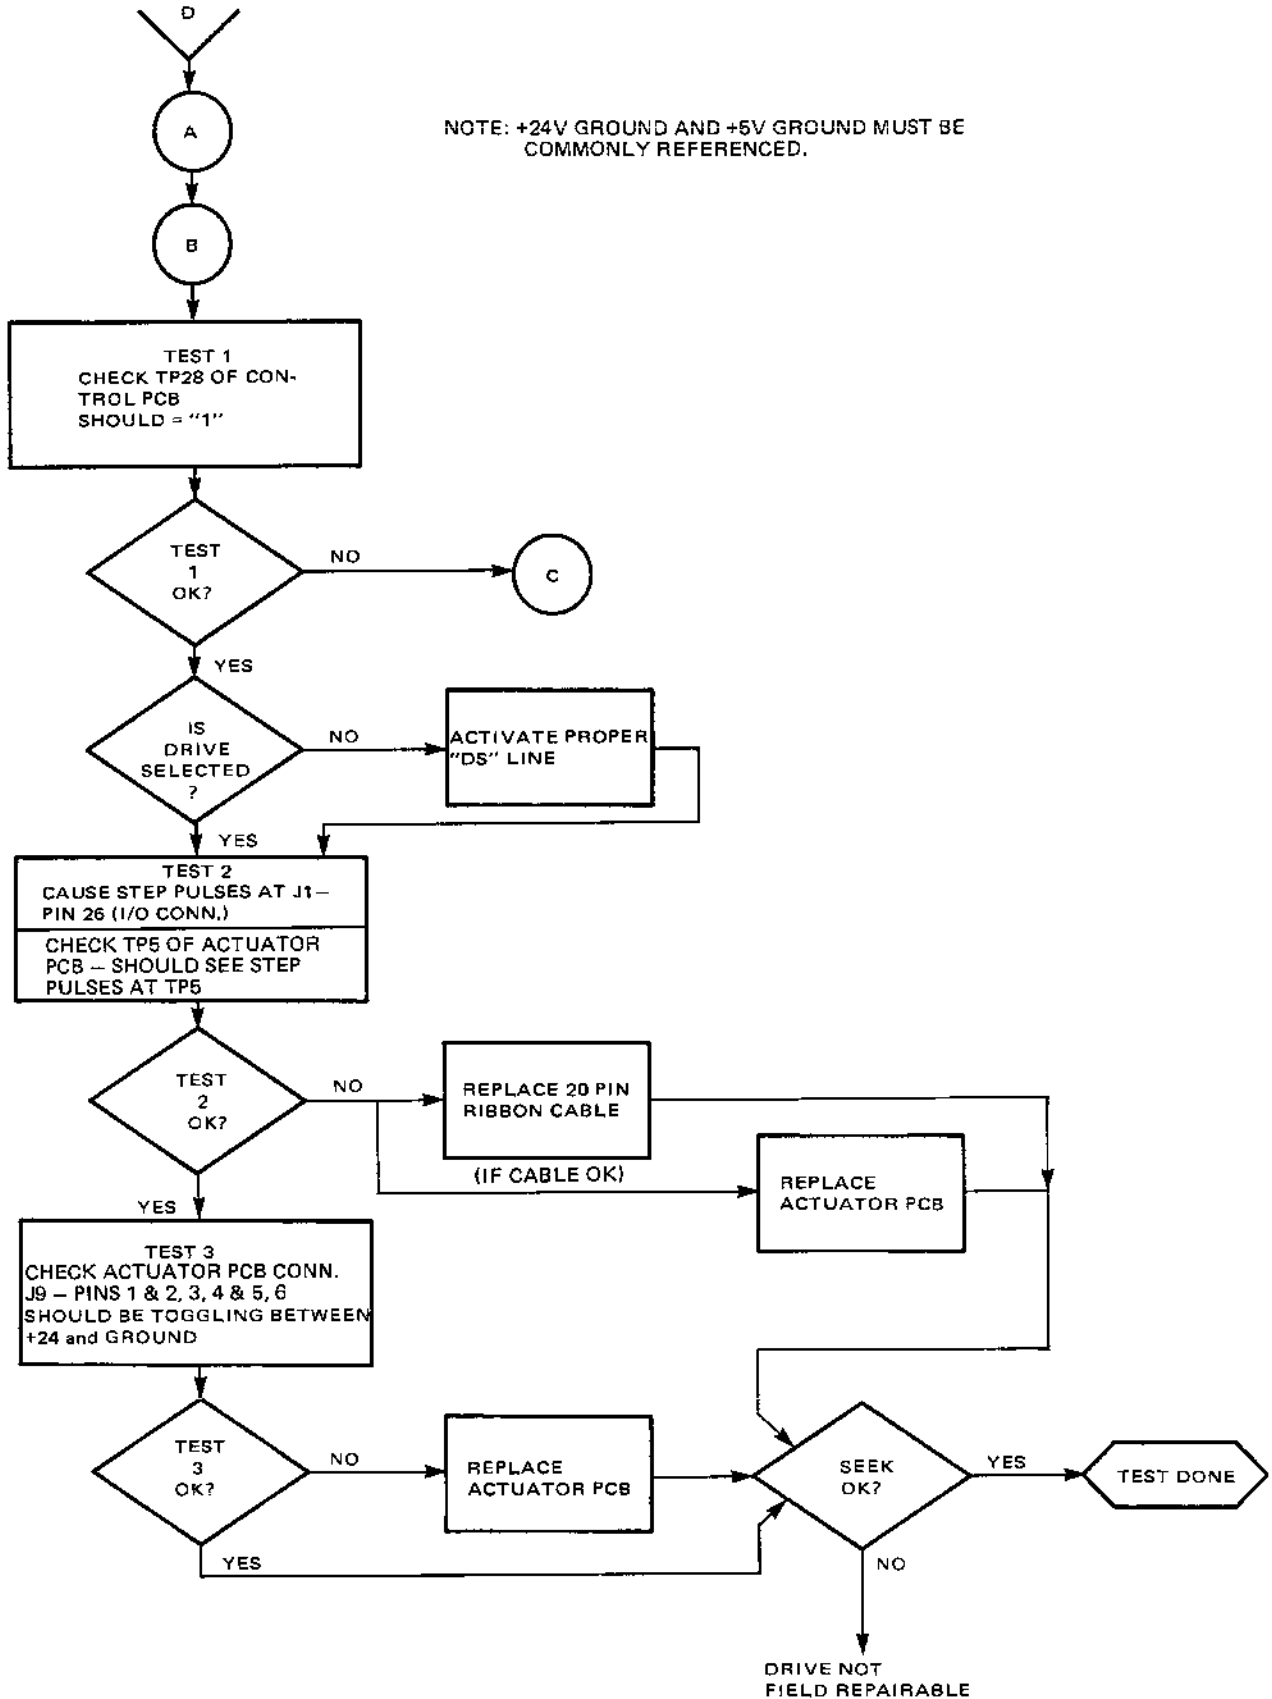 D
A
NOTE: +24V GROUND AND +5V GROUND MUST BE
COMMONLY REFERENCED.
B
TEST 1
CHECK TP28 OF CON-
TROL PCB
SHOULD = "1"
TEST
1
OK?
NO
C
YES
IS
DRIVE
SELECTED
?
NO
ACTIVATE PROPER
"DS" LINE
YES
TEST 2
CAUSE STEP PULSES AT J1 –
PIN 26 (I/O CONN.)
CHECK TP5 OF ACTUATOR
PCB – SHOULD SEE STEP
PULSES AT TP5
TEST
2
OK?
NO
REPLACE 20 PIN
RIBBON CABLE
(IF CABLE OK)
REPLACE
ACTUATOR PCB
YES
TEST 3
CHECK ACTUATOR PCB CONN.
J9 – PINS 1 & 2, 3, 4 & 5, 6
SHOULD BE TOGGLING BETWEEN
+24 and GROUND
TEST
3
OK?
NO
REPLACE
ACTUATOR PCB
YES
SEEK
OK?
YES
TEST DONE
NO
DRIVE NOT
FIELD REPAIRABLE